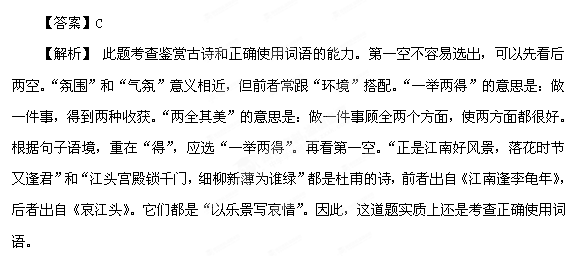 【答案】C
【解析】 此题考查鉴赏古诗和正确使用词语的能力。第一空不容易选出，可以先看后
两空。“氛围”和“气氛”意义相近，但前者常跟“环境”搭配。“一举两得”的意思是：做
一件事，得到两种收获。“两全其美”的意思是：做一件事顾全两个方面，使两方面都很好。
根据句子语境，重在“得”，应选“一举两得”。再看第一空。“正是江南好风景，落花时节
又逢君”和“江头宫殿锁千门，细柳新薄为谁绿”都是杜甫的诗，前者出自《江南逢李龟年》，
后者出自《哀江头》。它们都是“以乐景写哀情”。因此，这道题实质上还是考查正确使用词
语。